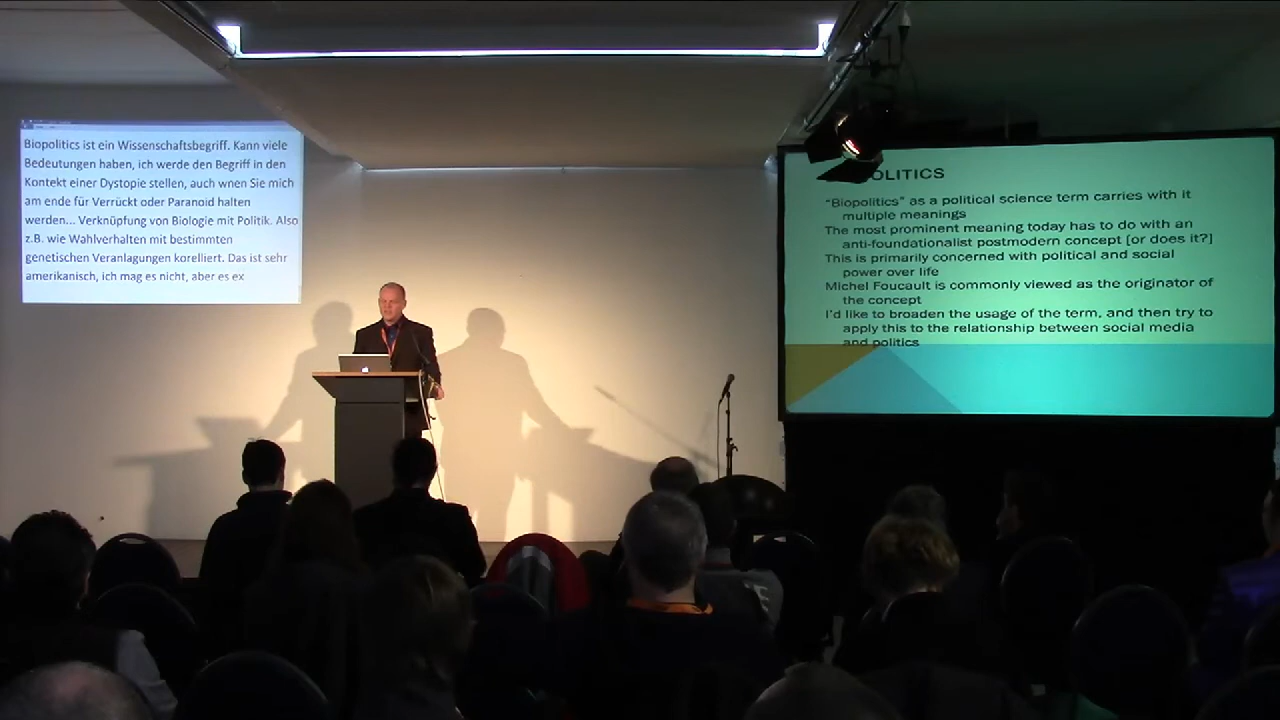 Biopolitics ist ein Wissenschaftsbegriff. Kann viele
Bedeutungen haben, ich werde den Begriff in den
Kontekt einer Dystopie stellen, auch wnen Sie mich
am ende für Verrückt oder Paranoid halten
werden... Verknüpfung von Biologie mit Politik. Also
z.B. wie Wahlverhalten mit bestimmten
genetischen Veranlagungen korelliert. Das ist sehr
amerikanisch, ich mag es nicht, aber es ex
OLITICS
"Biopolitics" as a political science term carries with it
multiple meanings
The most prominent meaning today has to do with an
anti-foundationalist postmodern concept [or does it?]
This is primarily concerned with political and social
power over life
Michel Foucault is commonly viewed as the originator of
the concept
I'd like to broaden the usage of the term, and then try to
apply this to the relationship between social media
and politics